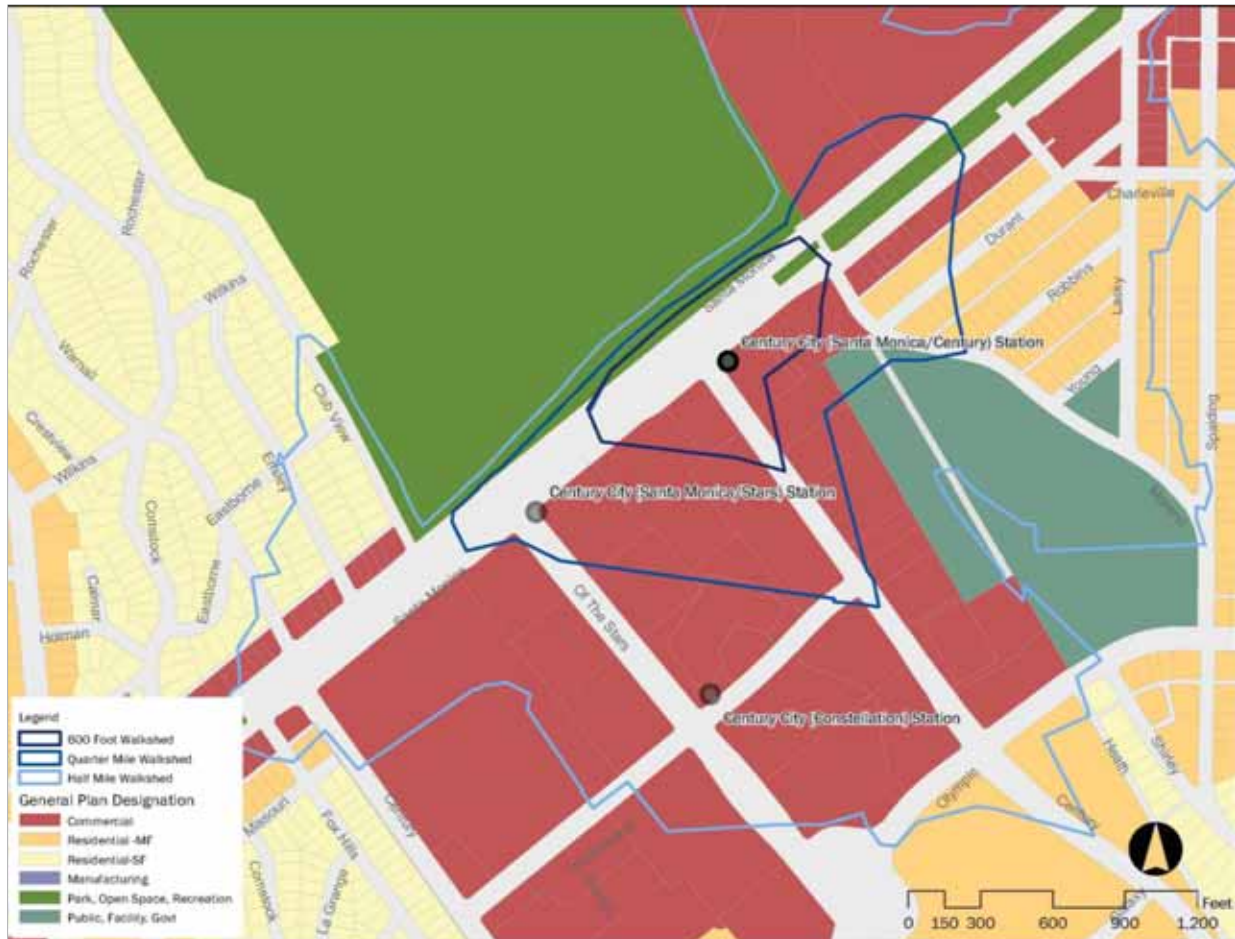 Rochester
Rochester
Wilkins
Warnall
Crestview
Wilkins
Comstock
Club View
Eastborne
Eastborne
Holman
Santa Monica
Santa Monica
Charleville
Durant
Robbins
Lasky
Young
Spalding
Century City (Santa Monica/Century) Station
Century City (Santa Monica/Stars) Station
Of The Stars
Century City (Constellation) Station
Olympic
Heath
Shirley
Century
Missouri
Fox Hills
Comstock
La Grange
Legend
600 Foot Walkshed
Quarter Mile Walkshed
Half Mile Walkshed
General Plan Designation
Commercial
Residential -MF
Residential-SF
Manufacturing
Park, Open Space, Recreation
Public, Facility, Govt
Feet
0 150 300 600 900 1,200